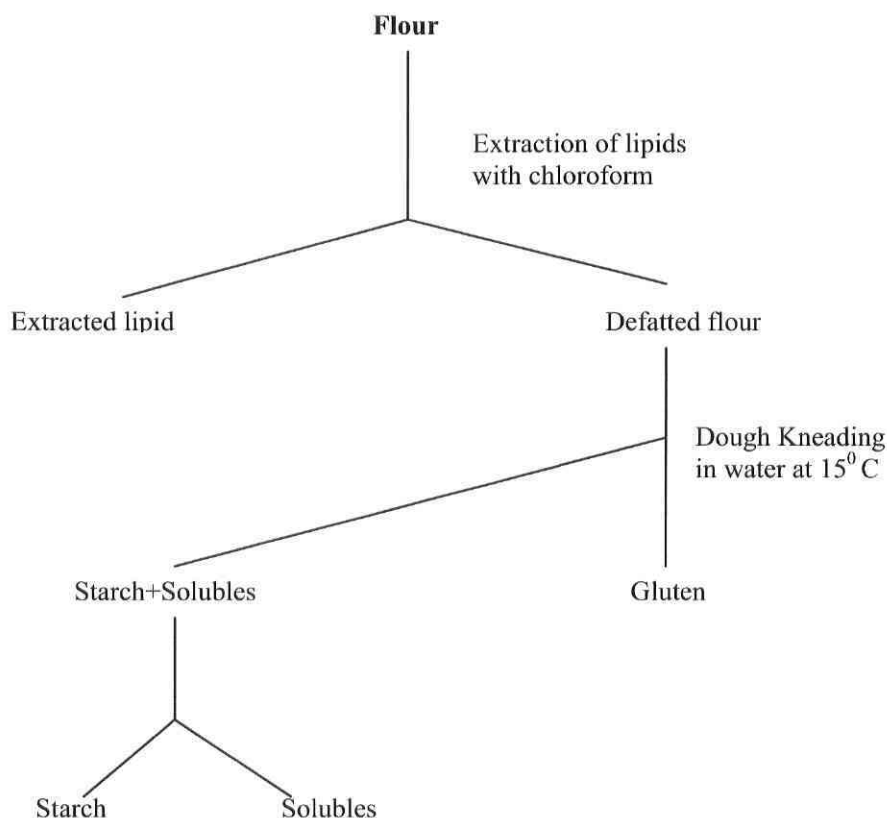 Flour
Extraction of lipids
with chloroform
Extracted lipid
Defatted flour
Dough Kneading
in water at 15⁰ C
Starch+Solubles
Gluten
Starch
Solubles